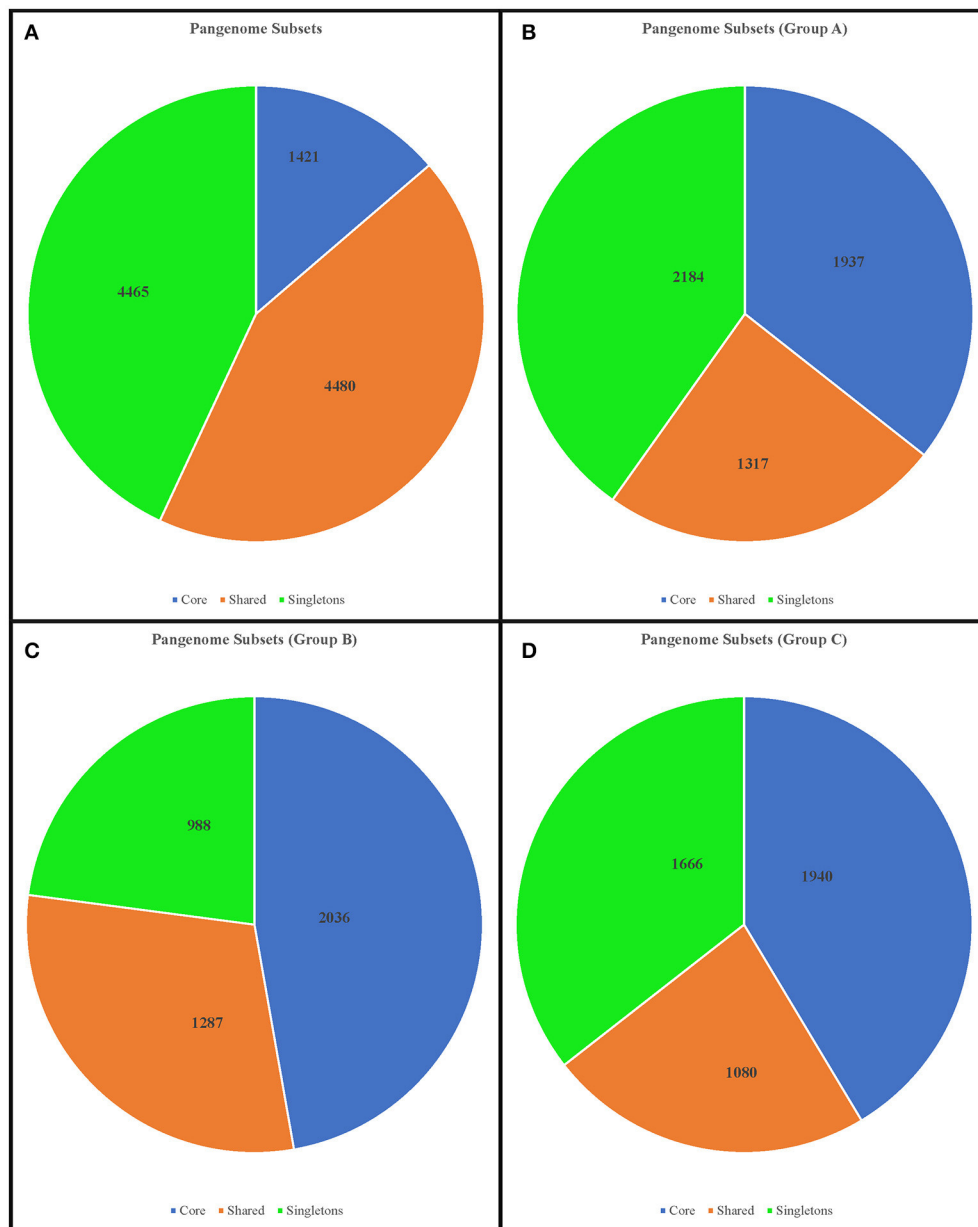 A
Pangenome Subsets
1421
4465
4480
Core Shared Singletons
B
Pangenome Subsets (Group A)
1937
2184
1317
Core Shared Singletons
C
Pangenome Subsets (Group B)
988
2036
1287
Core Shared Singletons
D
Pangenome Subsets (Group C)
1666
1940
1080
Core Shared Singletons